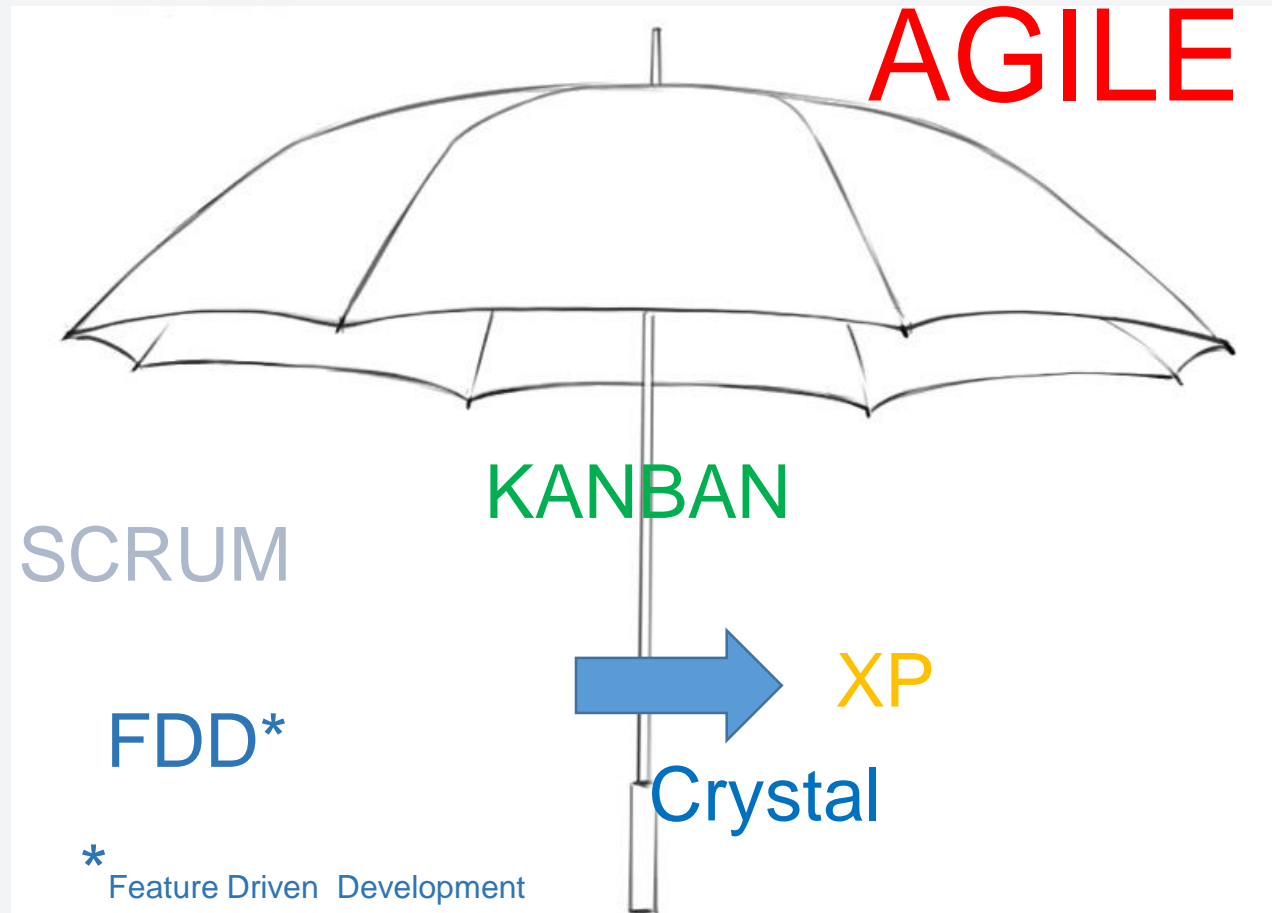 AGILE
KANBAN
SCRUM
XP
FDD*
Crystal
* Feature Driven Development